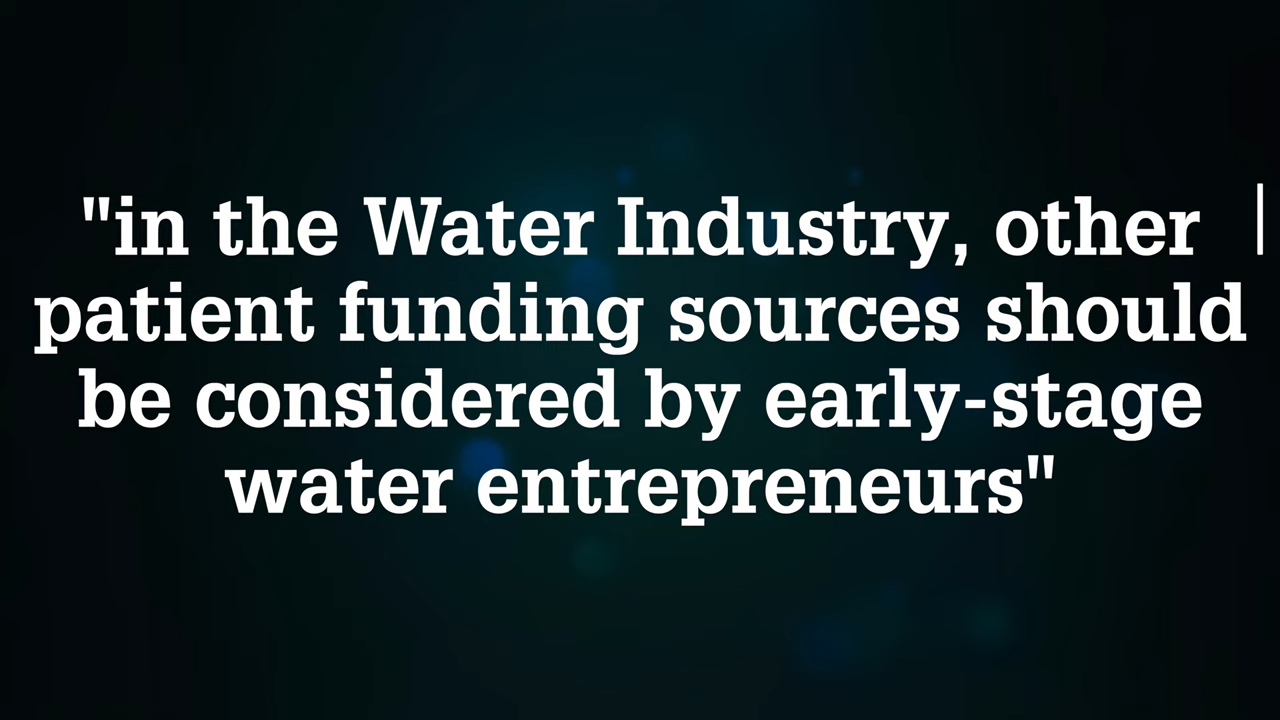 "in the Water Industry, other
patient funding sources should
be considered by early-stage
water entrepreneurs"